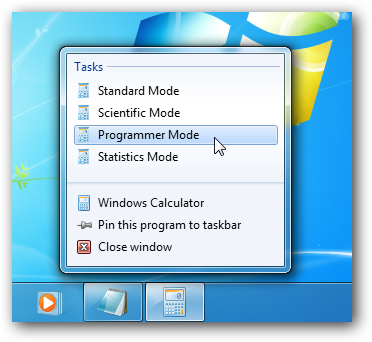 Tasks
Standard Mode
Scientific Mode
Programmer Mode
Statistics Mode
Windows Calculator
Pin this program to taskbar
Close window